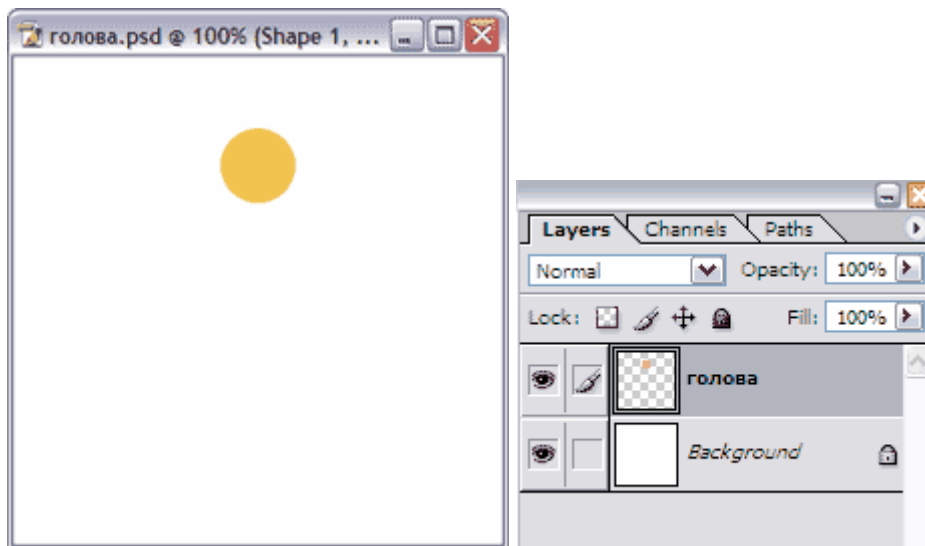 голова.psd @ 100% (Shape 1, ...
Layers Channels Paths
Normal Opacity: 100%
Lock: Fill: 100%
голова
Background